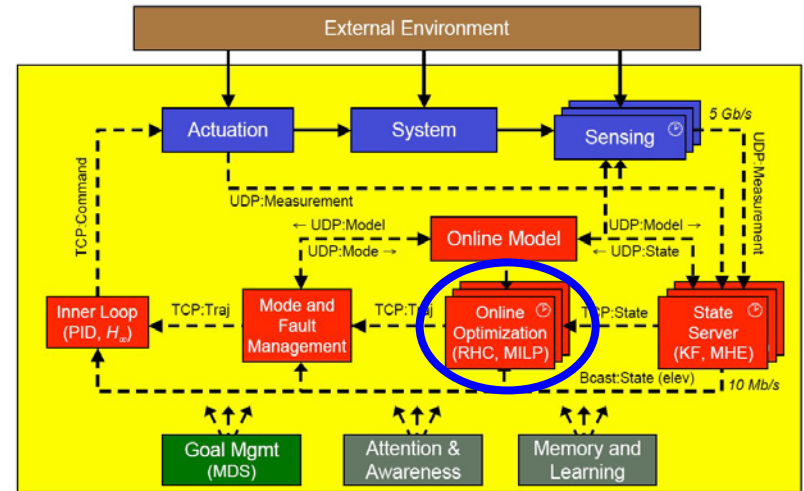 External Environment
Actuation
System
Sensing
5 Gb/s
TCP:Command
UDP:Measurement
UDP:Measurement
← UDP:Model
UDP:Mode →
Online Model
UDP:Model →
← UDP:State
Inner Loop
(PID, H∞)
TCP:Traj
Mode and
Fault
Management
TCP:Traj
Online
Optimization
(RHC, MILP)
TCP:State
State
Server
(KF, MHE)
Bcast:State (elev)
10 Mb/s
Goal Mgmt
(MDS)
Attention &
Awareness
Memory and
Learning